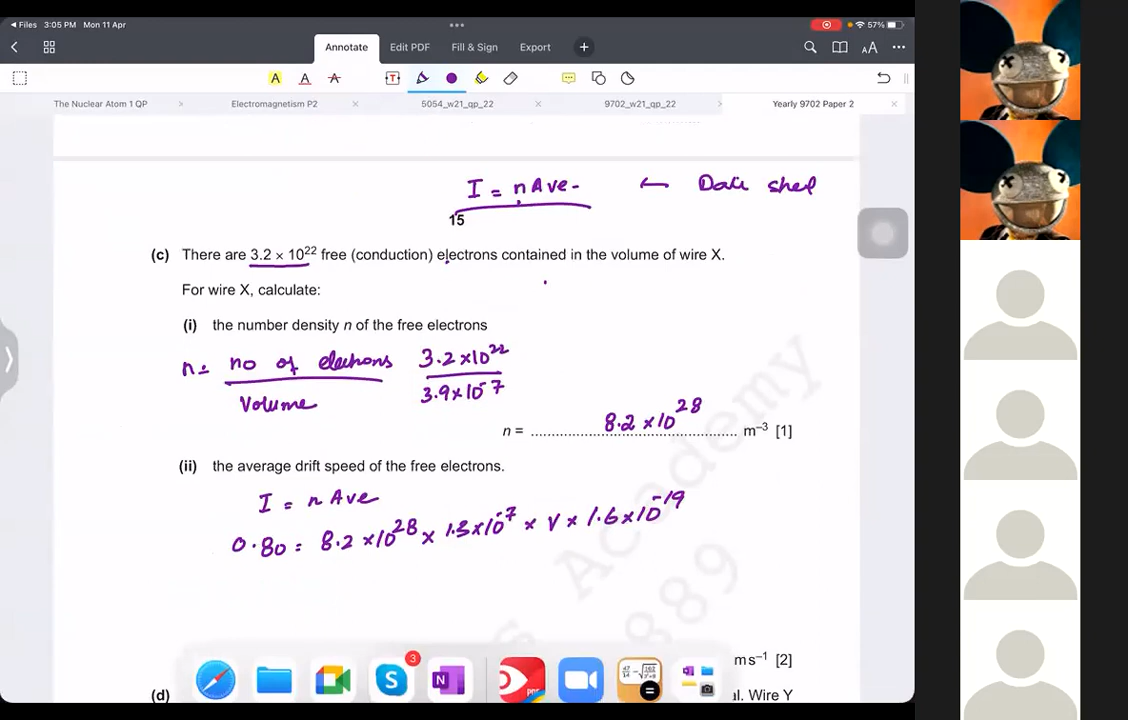 Files 3:05 PM Mon 11 Apr
57%
Annotate Edit PDF Fill & Sign Export
A A A T AA
The Nuclear Atom 1 QP Electromagnetism P2 5054_w21_qp_22 9702_w21_qp_22 Yearly 9702 Paper 2
I = nAve ← Data
15
(c) There are 3.2 × 10²² free (conduction) electrons contained in the volume of wire X.
For wire X, calculate:
(i) the number density n of the free electrons
n = no of electrons / Volume 3.2 × 10²² / 3.9 × 10⁻⁷
n = 8.2 × 10²⁸ m⁻³ [1]
(ii) the average drift speed of the free electrons.
I = nAve
0.80 = 8.2 × 10²⁸ × 1.3 × 10⁻⁷ × v × 1.6 × 10⁻¹⁹
Academy
889
ms⁻¹ [2]
(d) al. Wire Y
3